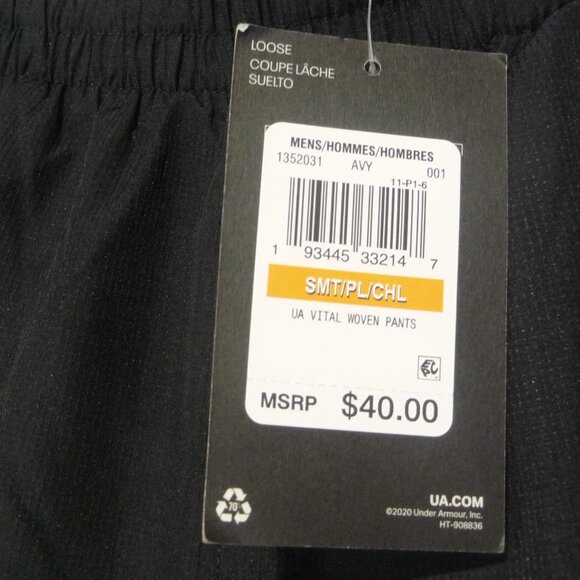 LOOSE
COUPE LÂCHE
SUELTO
MENS/HOMMES/HOMBRES
1352031 AVY 001
11-P1-6
1 93445 33214 7
SMT/PL/CHL
UA VITAL WOVEN PANTS
MSRP $40.00
70
UA.COM
©2020 Under Armour, Inc.
HT-908836